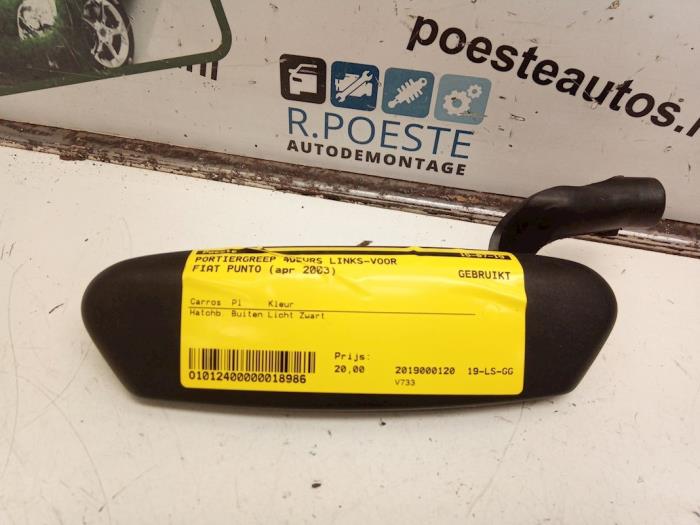 poesteautos.n
R.POESTE
AUTODEMONTAGE
PORTIERGREEP 4DEURS LINKS-VOOR
FIAT PUNTO (apr 2003) GEBRUIKT
Carros Pl Kleur
Hatchb Buiten Licht Zwart
Prijs:
20,00 2019000120 19-LS-GG
V733
01012400000018986